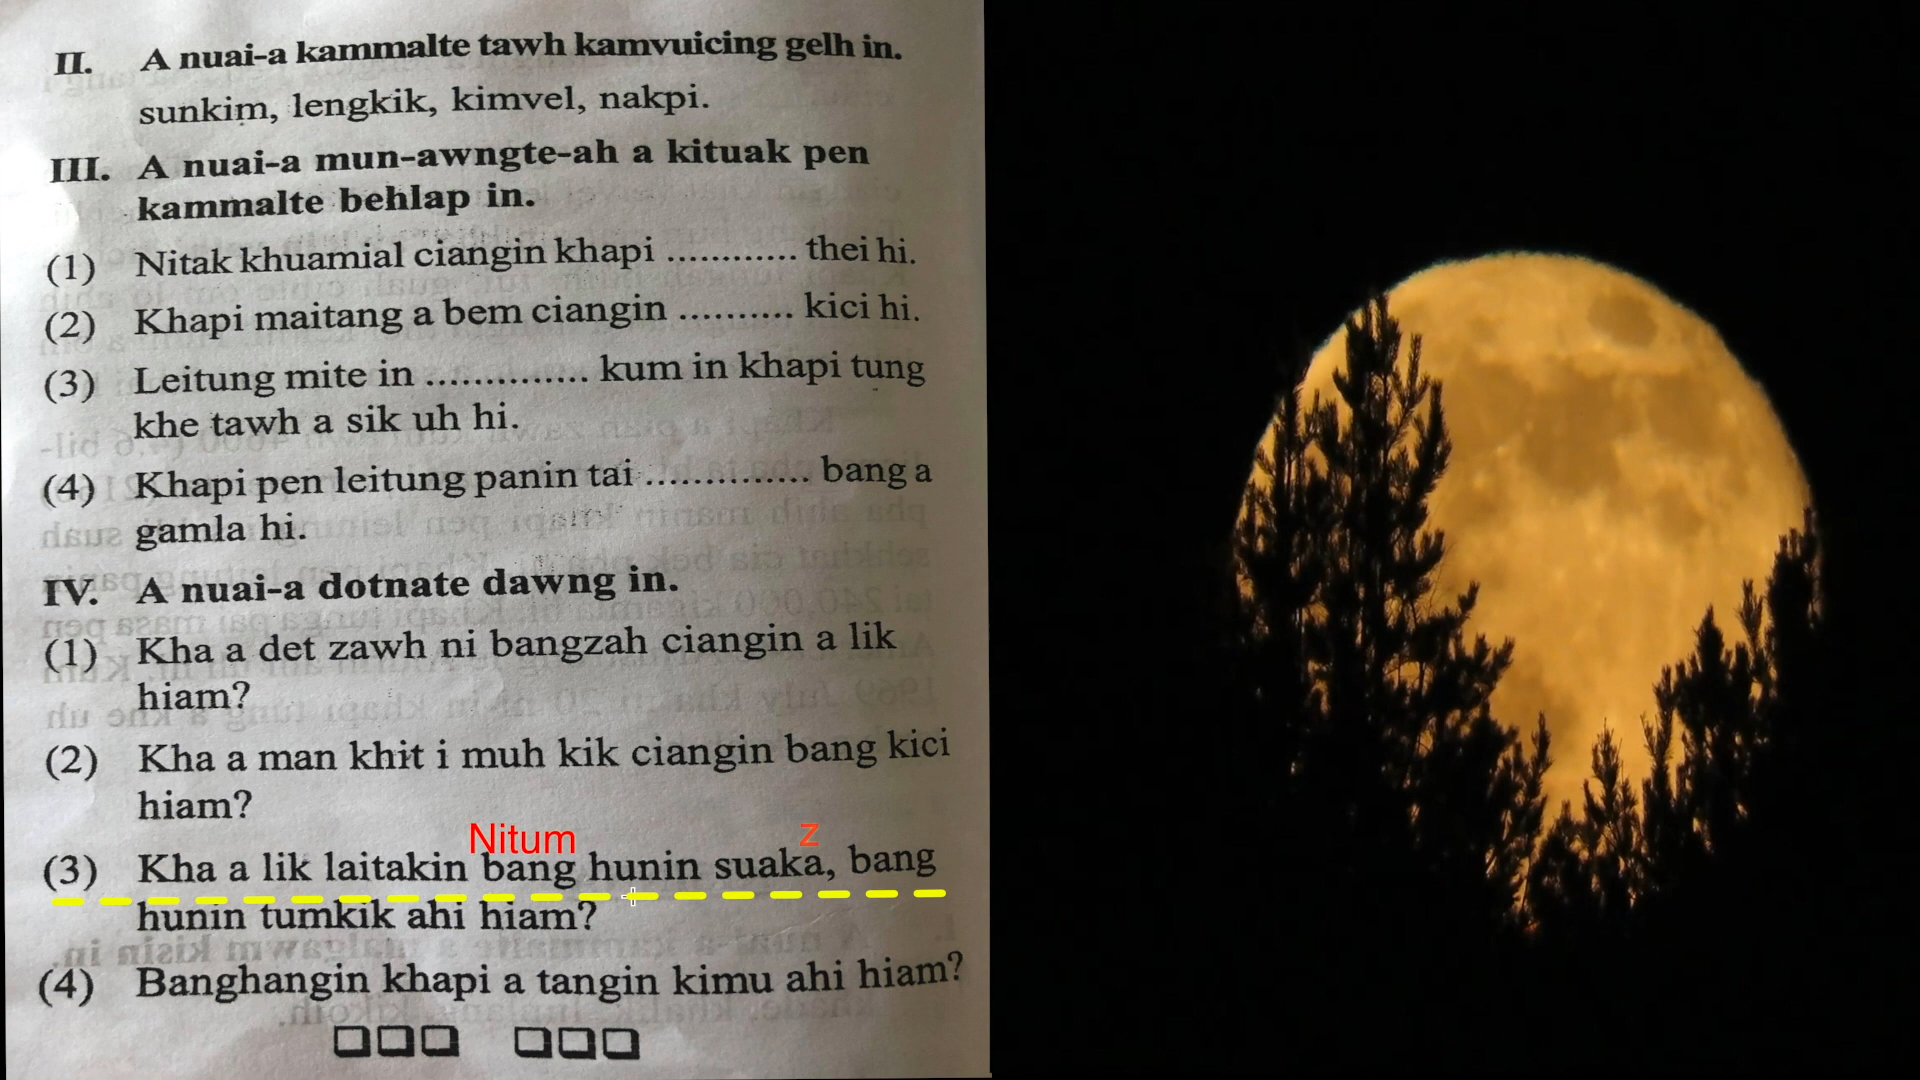 II. A nuai-a kammalte tawh kamvuicing gelh in.
sunkim, lengkik, kimvel, nakpi.
III. A nuai-a mun-awngte-ah a kituak pen
kammalte behlap in.
(1) Nitak khuamial ciangin khapi ............ thei hi.
(2) Khapi maitang a bem ciangin .......... kici hi.
(3) Leitung mite in .............. kum in khapi tung
khe tawh a sik uh hi.
(4) Khapi pen leitung panin tai .............. bang a
gamla hi.
IV. A nuai-a dotnate dawng in.
(1) Kha a det zawh ni bangzah ciangin a lik
hiam?
(2) Kha a man khit i muh kik ciangin bang kici
hiam?
Nitum z
(3) Kha a lik laitakin bang hunin suaka, bang
hunin tumkik ahi hiam?
(4) Banghangin khapi a tangin kimu ahi hiam?